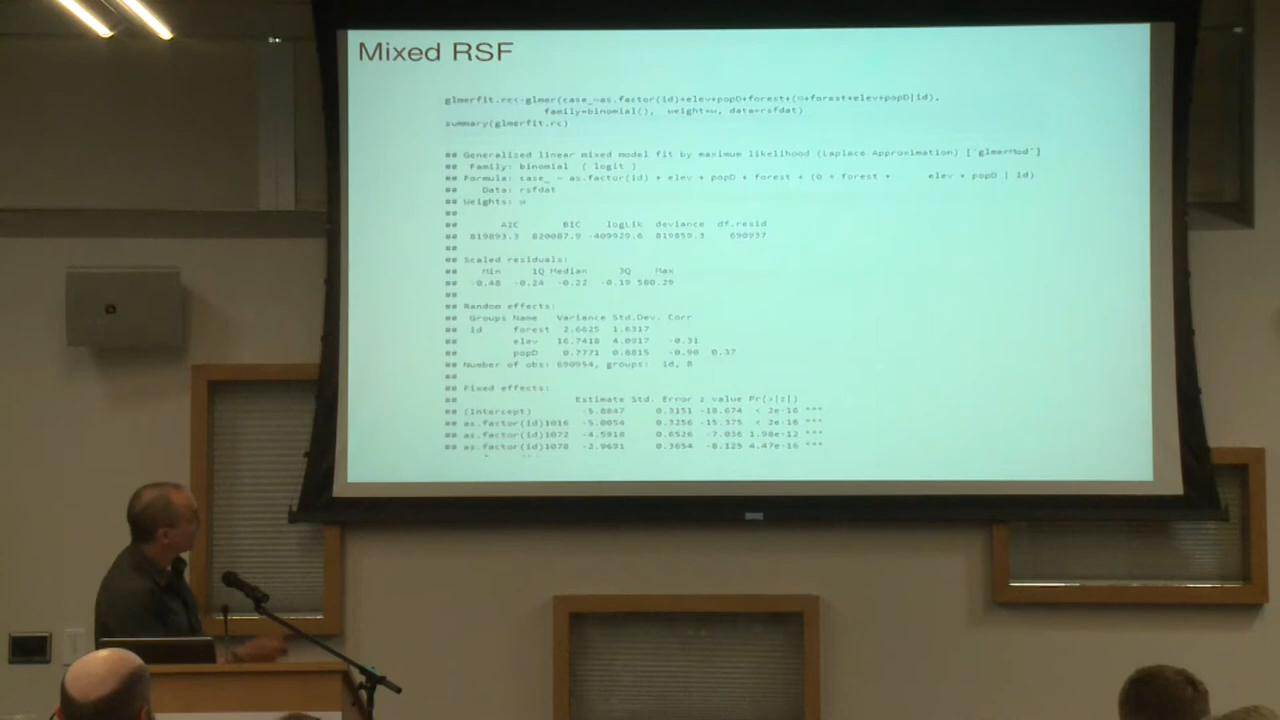 Mixed RSF
glmerfit.rc<-glmer(case_~as.factor(id)+elev+popD+forest+(0+forest+elev+popD|id),
family=binomial(), weight=w, data=rsfdat)
summary(glmerfit.rc)
## Generalized linear mixed model fit by maximum likelihood (Laplace Approximation) ['glmerMod']
## Family: binomial ( logit )
## Formula: case_ ~ as.factor(id) + elev + popD + forest + (0 + forest + elev + popD | id)
## Data: rsfdat
## Weights: w
##
## AIC BIC logLik deviance df.resid
## 819893.3 820087.9 -409929.6 819859.3 690937
##
## Scaled residuals:
## Min 1Q Median 3Q Max
## -0.48 -0.24 -0.22 -0.19 580.29
##
## Random effects:
## Groups Name Variance Std.Dev. Corr
## id forest 2.6625 1.6317
## elev 16.7418 4.0917 -0.31
## popD 0.7771 0.8815 -0.90 0.37
## Number of obs: 690954, groups: id, 8
##
## Fixed effects:
## Estimate Std. Error z value Pr(>|z|)
## (Intercept) -5.8847 0.3151 -18.674 < 2e-16 ***
## as.factor(id)1016 -5.0054 0.3256 -15.375 < 2e-16 ***
## as.factor(id)1072 -4.5918 0.6526 -7.036 1.98e-12 ***
## as.factor(id)1078 -2.9691 0.3654 -8.125 4.47e-16 ***